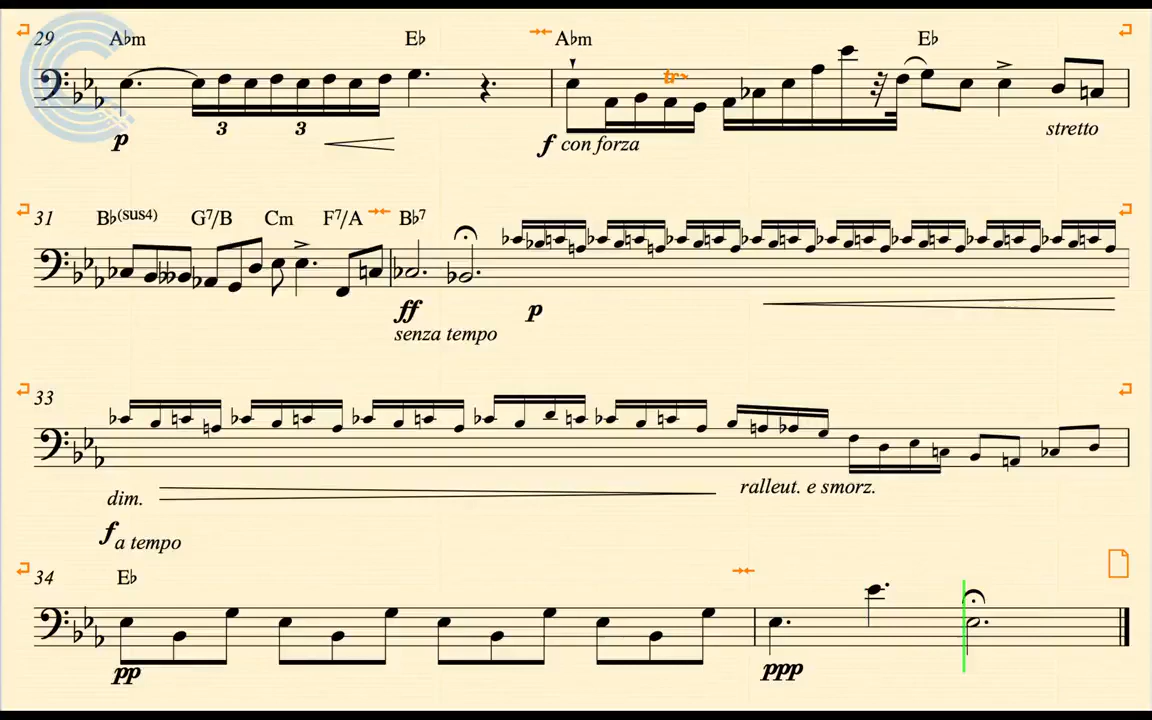 29 A♭m E♭ A♭m E♭
3 3 tr
p f con forza stretto
31 B♭(sus4) G7/B Cm F7/A B♭7
ff p
senza tempo
33
dim. ralleut. e smorz.
f a tempo
34 E♭
pp ppp